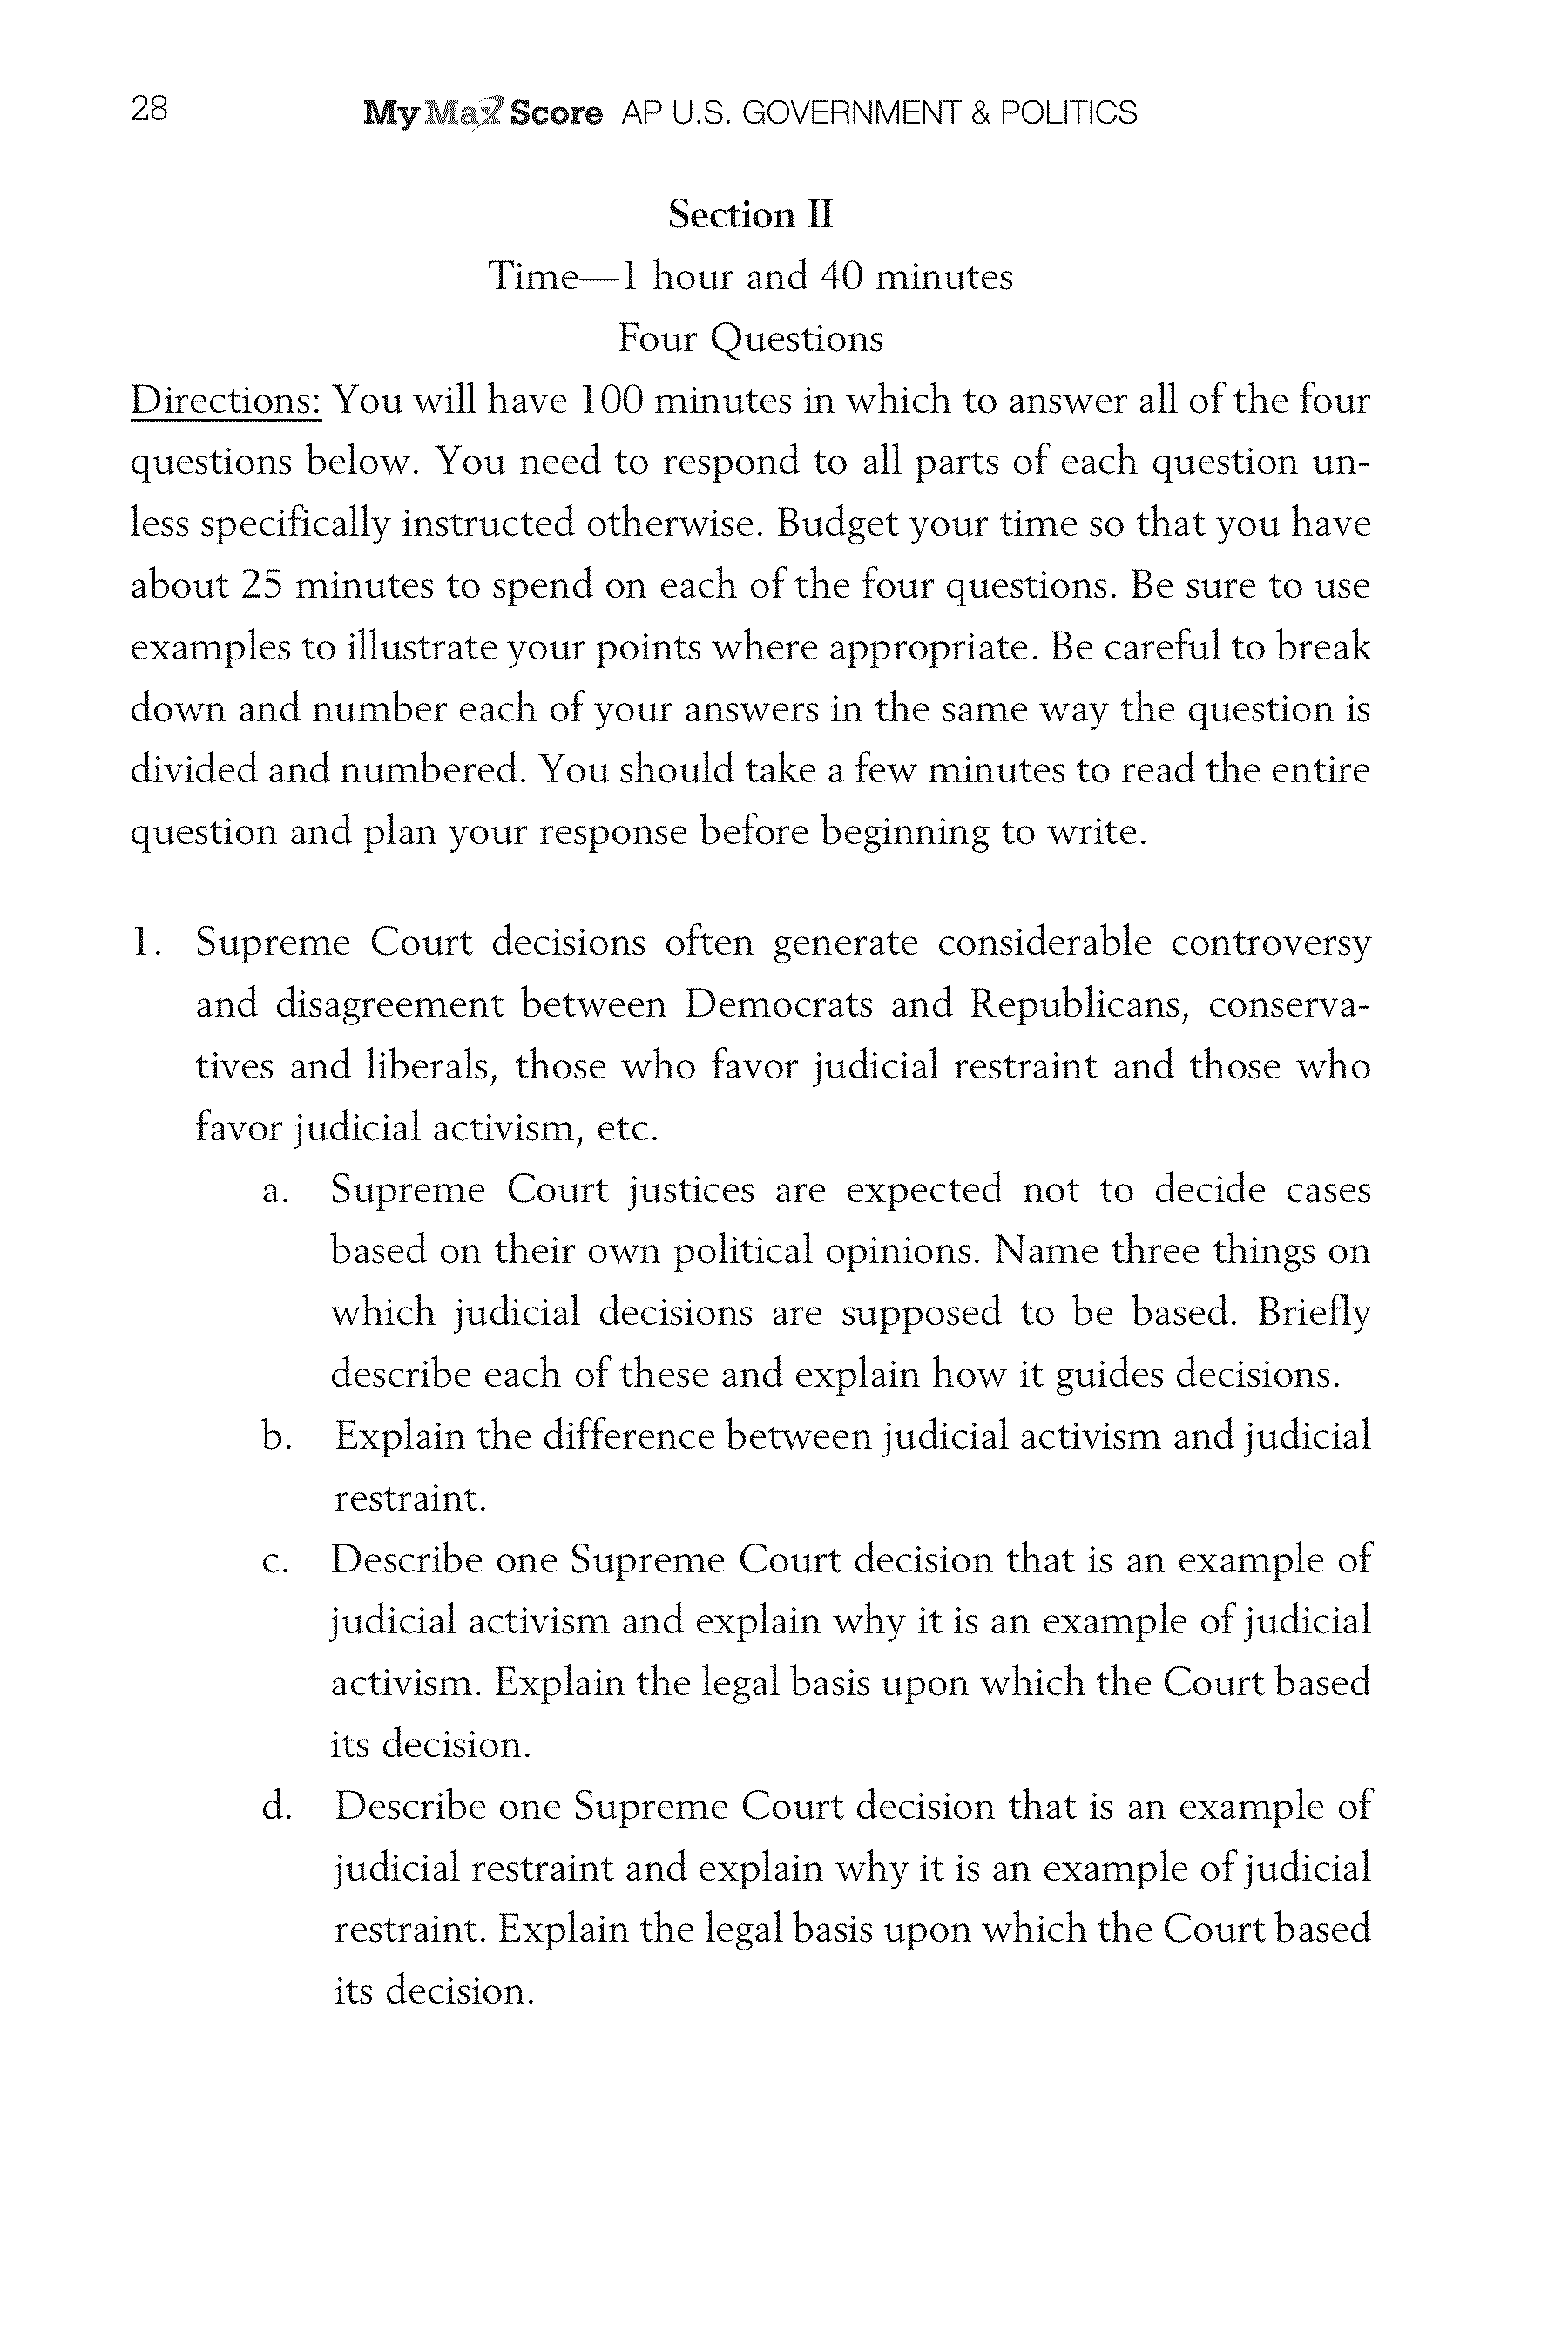 28
MyMaxScore AP U.S. GOVERNMENT & POLITICS
Section II
Time—1 hour and 40 minutes
Four Questions
Directions: You will have 100 minutes in which to answer all of the four
questions below. You need to respond to all parts of each question un-
less specifically instructed otherwise. Budget your time so that you have
about 25 minutes to spend on each of the four questions. Be sure to use
examples to illustrate your points where appropriate. Be careful to break
down and number each of your answers in the same way the question is
divided and numbered. You should take a few minutes to read the entire
question and plan your response before beginning to write.
1. Supreme Court decisions often generate considerable controversy
and disagreement between Democrats and Republicans, conserva-
tives and liberals, those who favor judicial restraint and those who
favor judicial activism, etc.
a. Supreme Court justices are expected not to decide cases
based on their own political opinions. Name three things on
which judicial decisions are supposed to be based. Briefly
describe each of these and explain how it guides decisions.
b. Explain the difference between judicial activism and judicial
restraint.
c. Describe one Supreme Court decision that is an example of
judicial activism and explain why it is an example of judicial
activism. Explain the legal basis upon which the Court based
its decision.
d. Describe one Supreme Court decision that is an example of
judicial restraint and explain why it is an example of judicial
restraint. Explain the legal basis upon which the Court based
its decision.